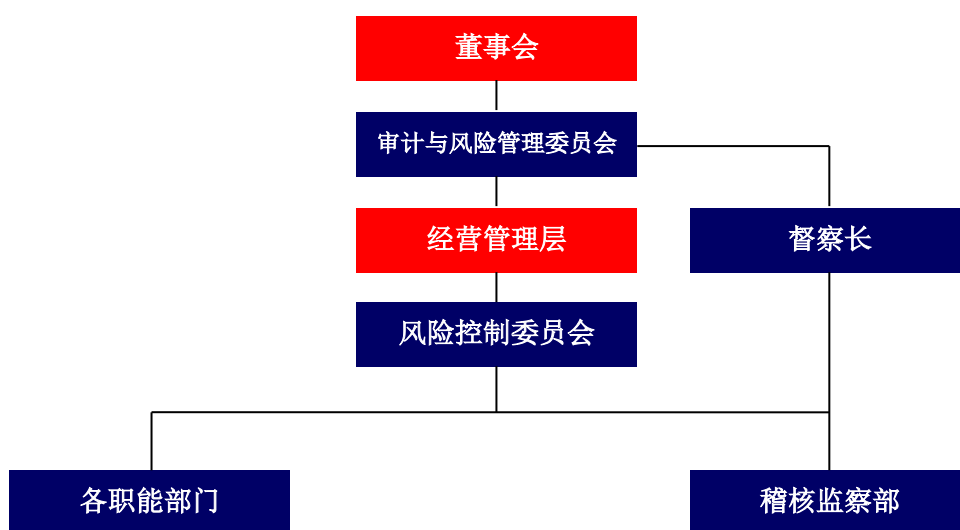 董事会
审计与风险管理委员会
经营管理层
督察长
风险控制委员会
各职能部门
稽核监察部